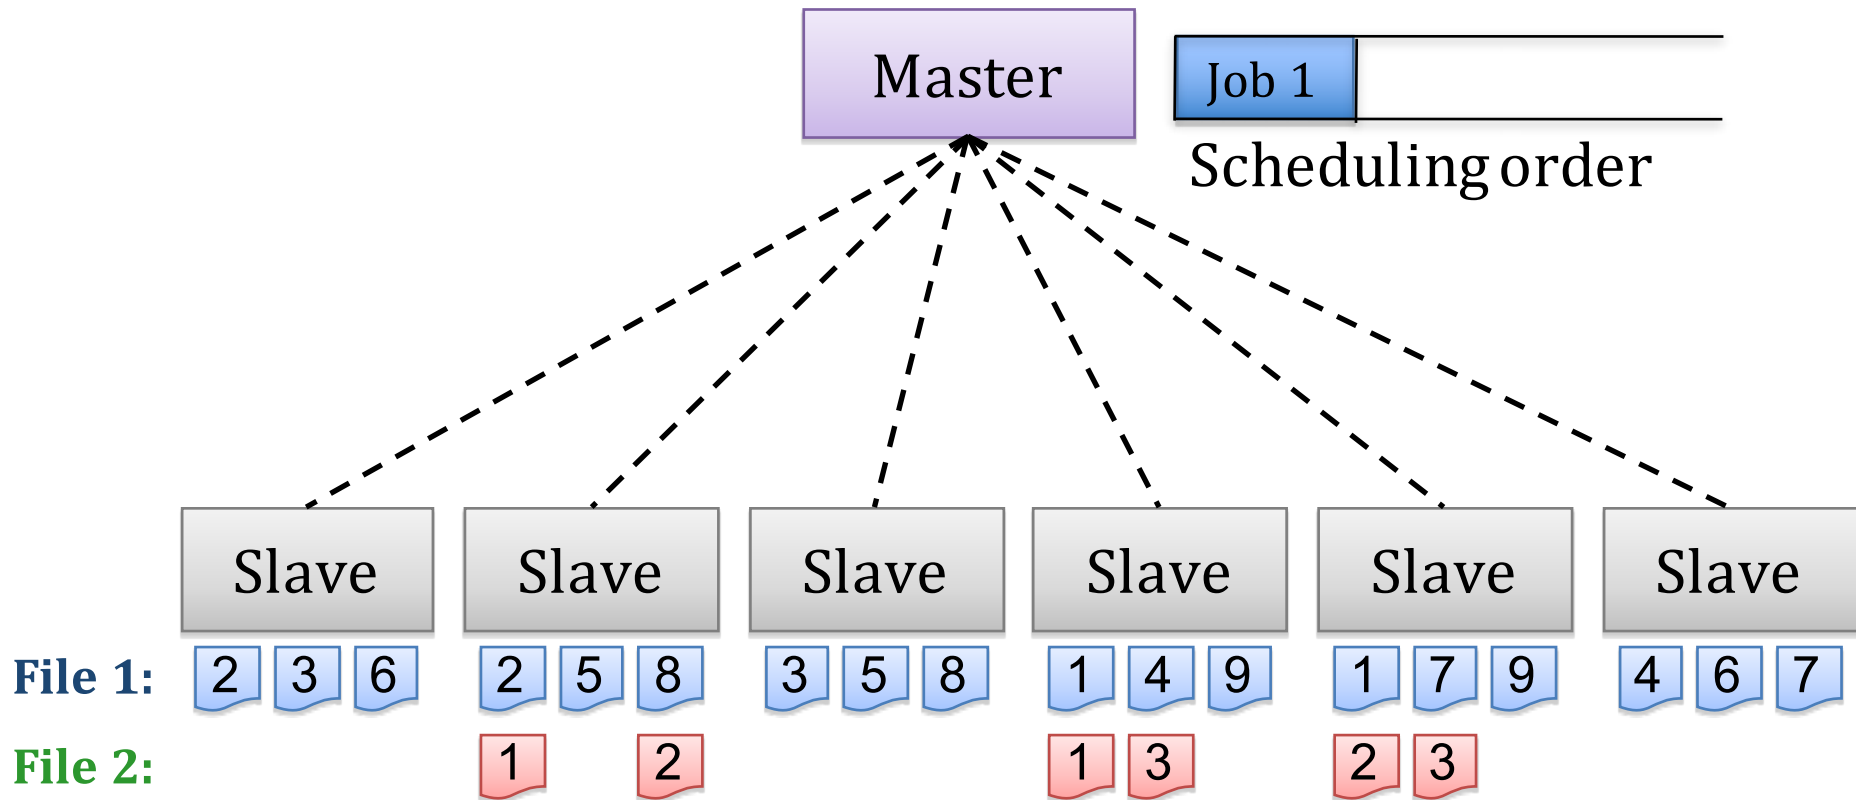 Master
Job 1
Scheduling order
Slave Slave Slave Slave Slave Slave
File 1: 2 3 6 2 5 8 3 5 8 1 4 9 1 7 9 4 6 7
File 2: 1 2 1 3 2 3